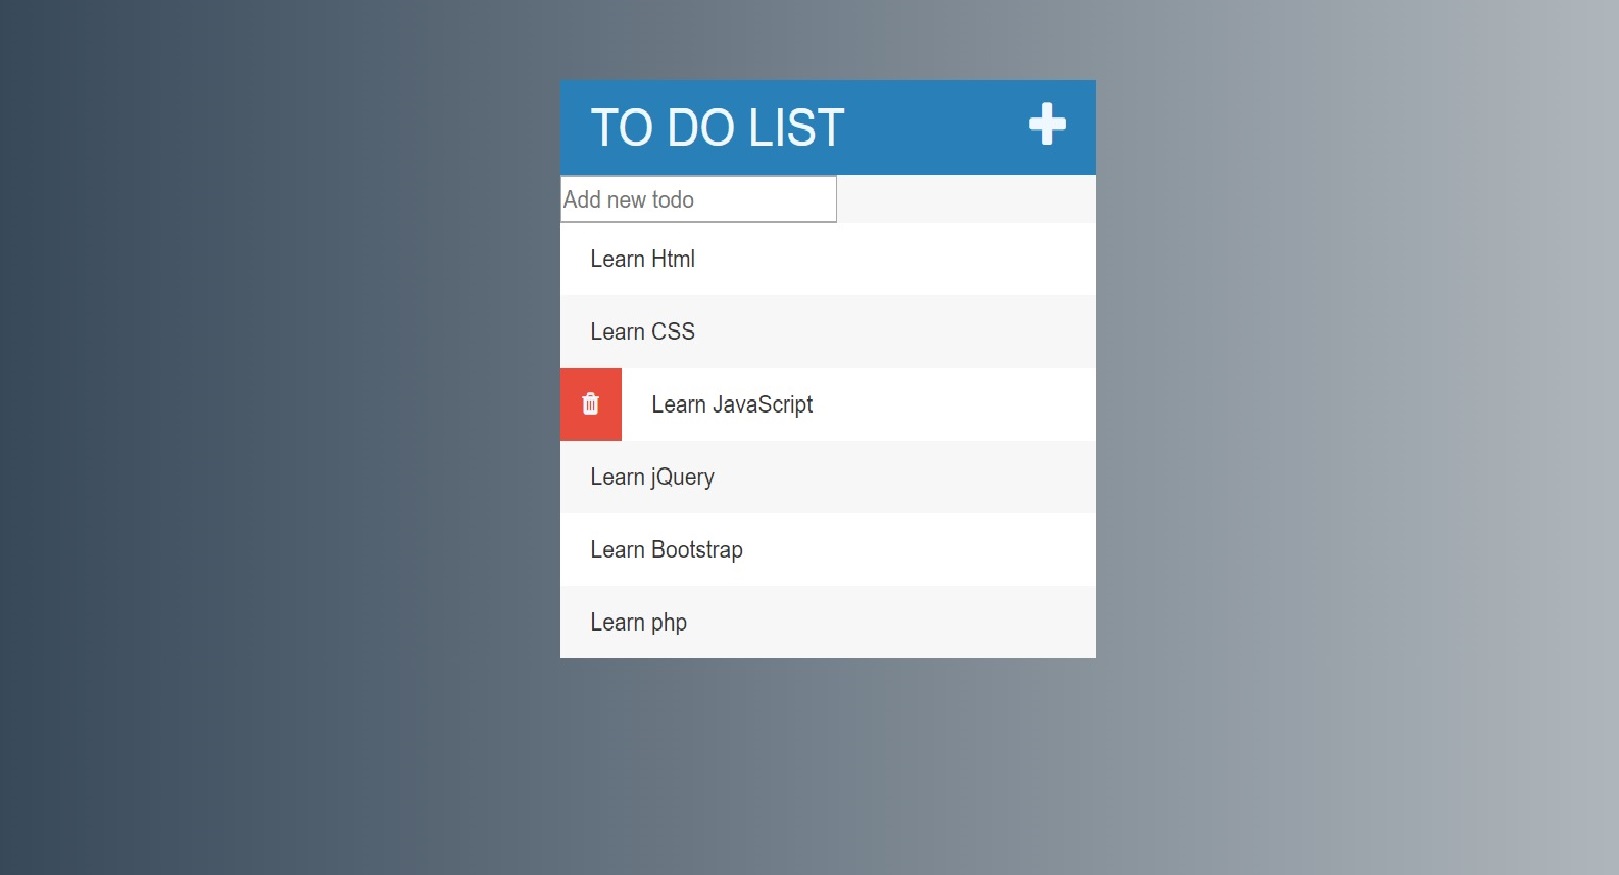 TO DO LIST
Add new todo
Learn Html
Learn CSS
Learn JavaScript
Learn jQuery
Learn Bootstrap
Learn php